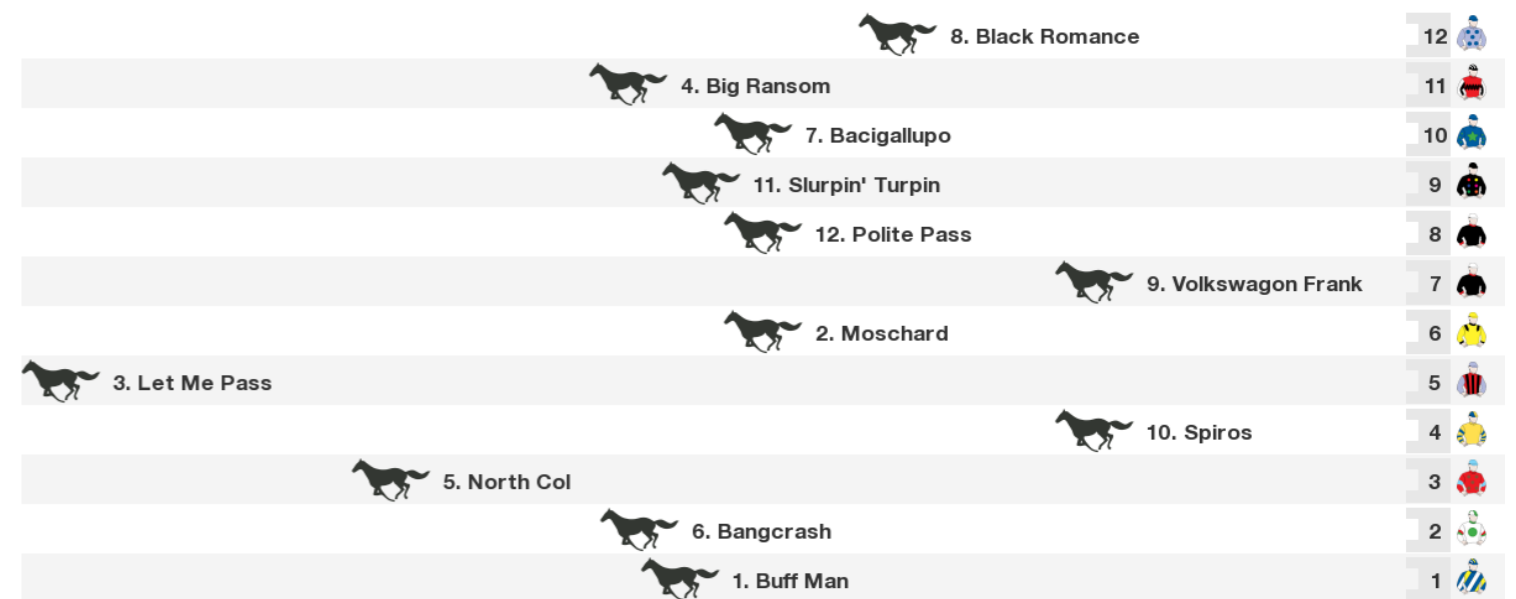 8. Black Romance 12
4. Big Ransom 11
7. Bacigallupo 10
11. Slurpin' Turpin 9
12. Polite Pass 8
9. Volkswagon Frank 7
2. Moschard 6
3. Let Me Pass 5
10. Spiros 4
5. North Col 3
6. Bangcrash 2
1. Buff Man 1